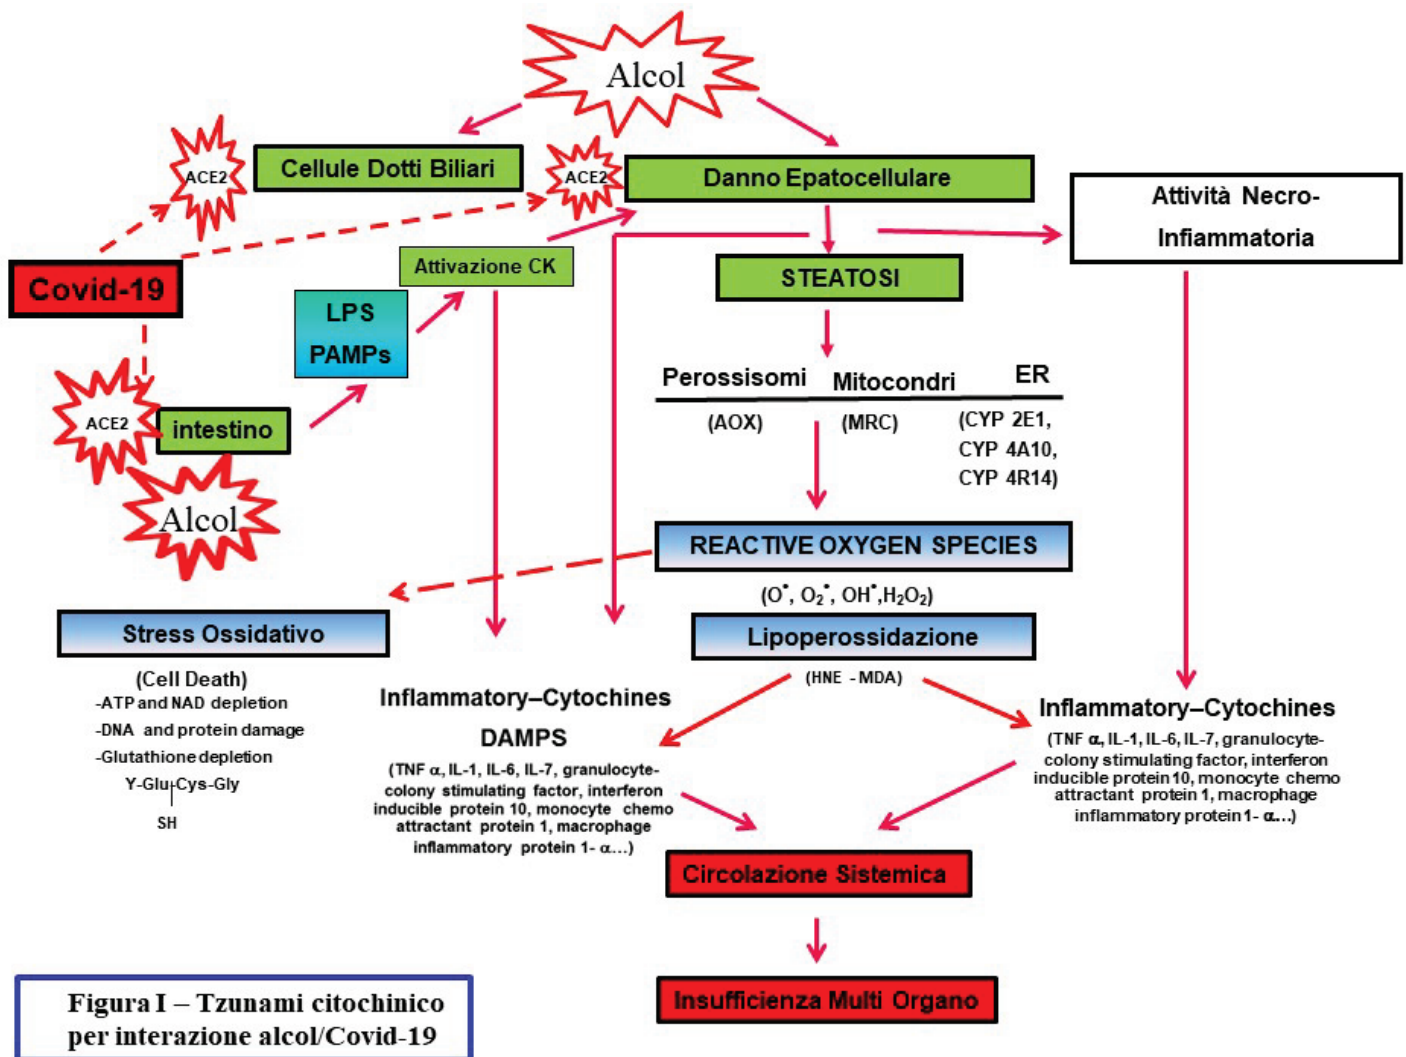 Alcol
ACE2
Cellule Dotti Biliari
ACE2
Danno Epatocellulare
Attività Necro-
Infiammatoria
Covid-19
Attivazione CK
STEATOSI
LPS
PAMPs
Perossisomi
Mitocondri
ER
(AOX)
(MRC)
(CYP 2E1,
CYP 4A10,
CYP 4R14)
ACE2
intestino
Alcol
REACTIVE OXYGEN SPECIES
(O•, O2•, OH•,H2O2)
Stress Ossidativo
Lipoperossidazione
(HNE - MDA)
(Cell Death)
-ATP and NAD depletion
-DNA and protein damage
-Glutathione depletion
Y-Glu-Cys-Gly
SH
Inflammatory–Cytochines
DAMPS
(TNF α, IL-1, IL-6, IL-7, granulocyte-
colony stimulating factor, interferon
inducible protein 10, monocyte chemo
attractant protein 1, macrophage
inflammatory protein 1- α...)
Inflammatory–Cytochines
(TNF α, IL-1, IL-6, IL-7, granulocyte-
colony stimulating factor, interferon
inducible protein 10, monocyte chemo
attractant protein 1, macrophage
inflammatory protein 1- α...)
Circolazione Sistemica
Insufficienza Multi Organo
Figura I – Tzunami citochinico
per interazione alcol/Covid-19